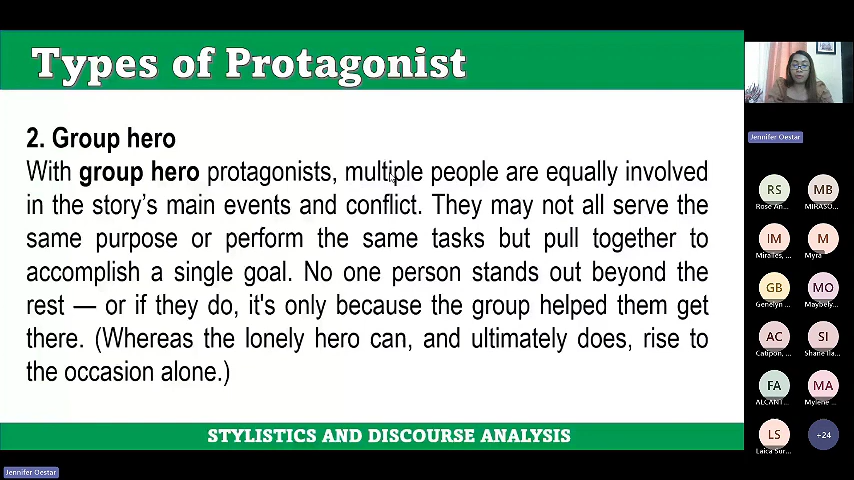 Types of Protagonist
2. Group hero
With group hero protagonists, multiple people are equally involved
in the story's main events and conflict. They may not all serve the
same purpose or perform the same tasks but pull together to
accomplish a single goal. No one person stands out beyond the
rest — or if they do, it's only because the group helped them get
there. (Whereas the lonely hero can, and ultimately does, rise to
the occasion alone.)
STYLISTICS AND DISCOURSE ANALYSIS
Jennifer Oestar
Jennifer Oestar
RS
MB
Rose An...
MIRASO...
IM
M
Miralles, ...
Myra
GB
MO
Genelyn ...
Maybely...
AC
SI
Catipon, ...
Shane Ila...
FA
MA
ALCANT...
Mylene ...
LS
+24
Laica Sur...